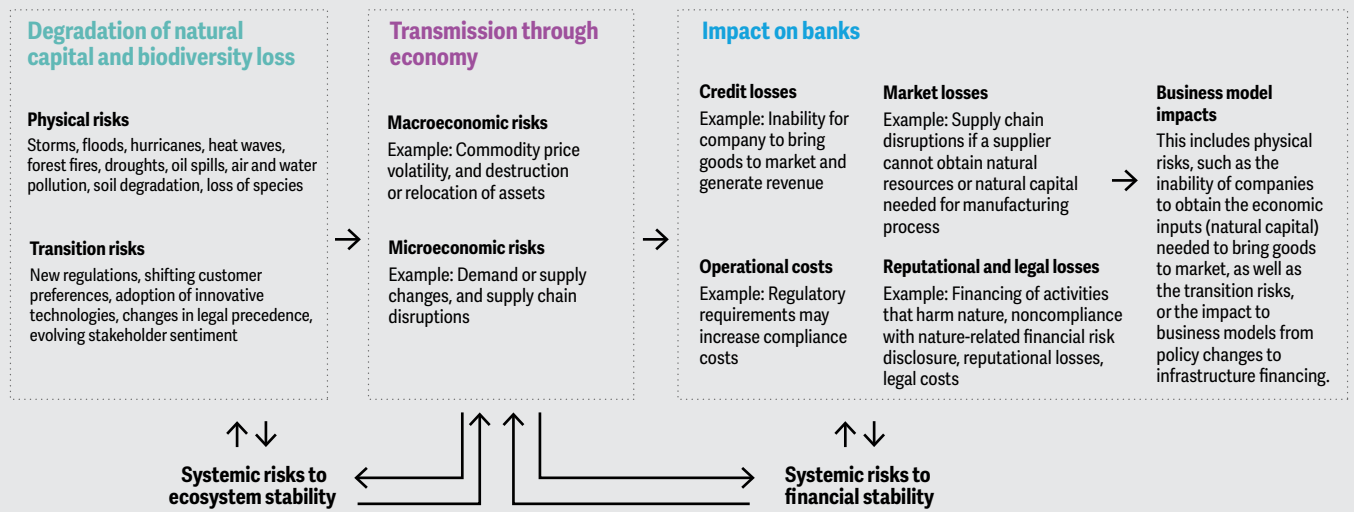 Degradation of natural
capital and biodiversity loss
Physical risks
Storms, floods, hurricanes, heat waves,
forest fires, droughts, oil spills, air and water
pollution, soil degradation, loss of species
Transition risks
New regulations, shifting customer
preferences, adoption of innovative
technologies, changes in legal precedence,
evolving stakeholder sentiment
Transmission through
economy
Macroeconomic risks
Example: Commodity price
volatility, and destruction
or relocation of assets
Microeconomic risks
Example: Demand or supply
changes, and supply chain
disruptions
Impact on banks
Credit losses
Example: Inability for
company to bring
goods to market and
generate revenue
Market losses
Example: Supply chain
disruptions if a supplier
cannot obtain natural
resources or natural capital
needed for manufacturing
process
Operational costs
Example: Regulatory
requirements may
increase compliance
costs
Reputational and legal losses
Example: Financing of activities
that harm nature, noncompliance
with nature-related financial risk
disclosure, reputational losses,
legal costs
Business model
impacts
This includes physical
risks, such as the
inability of companies
to obtain the economic
inputs (natural capital)
needed to bring goods
to market, as well as
the transition risks,
or the impact to
business models from
policy changes to
infrastructure financing.
Systemic risks to
ecosystem stability
Systemic risks to
financial stability